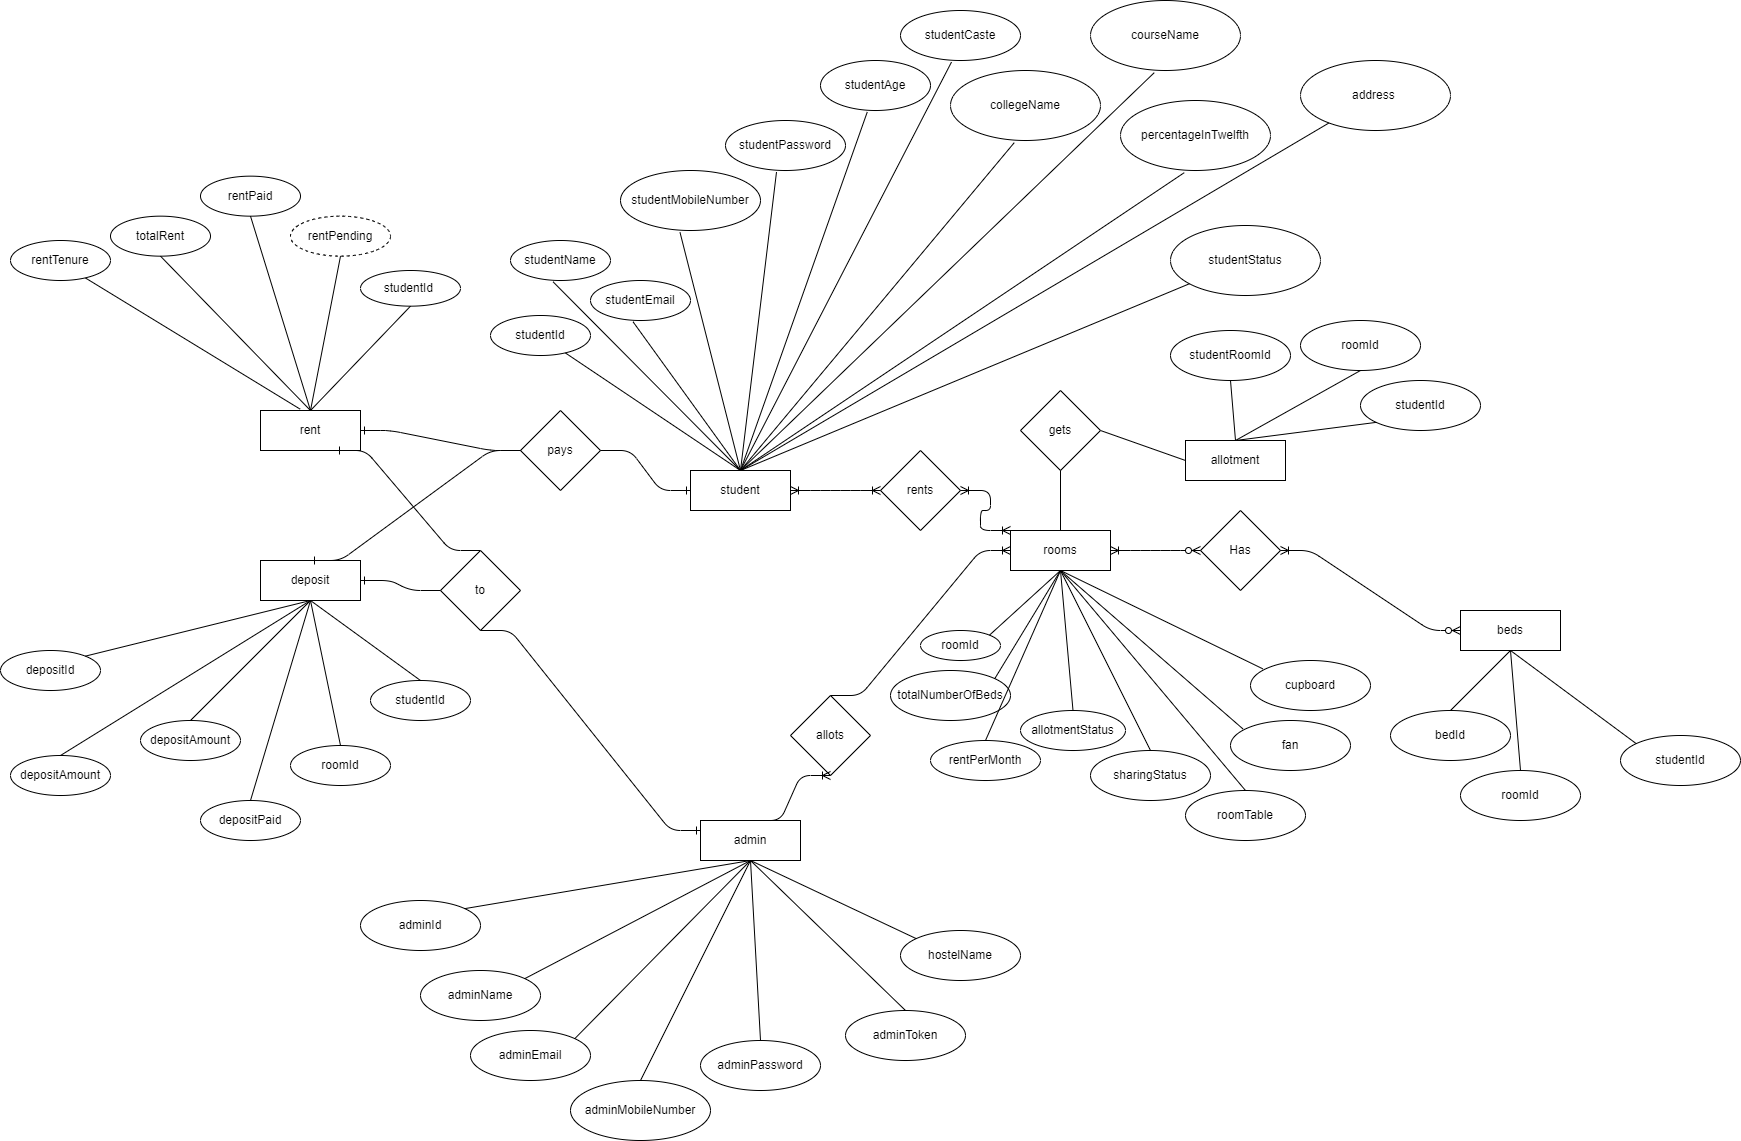 studentCaste
courseName
studentAge
collegeName
address
studentPassword
percentageInTwelfth
rentPaid
studentMobileNumber
totalRent
rentPending
rentTenure
studentName
studentStatus
studentId
studentEmail
studentId
studentRoomId
roomId
studentId
rent
pays
student
rents
gets
allotment
deposit
to
rooms
Has
beds
depositId
studentId
roomId
totalNumberOfBeds
cupboard
depositAmount
depositAmount
roomId
depositPaid
allots
allotmentStatus
rentPerMonth
sharingStatus
fan
roomTable
bedId
studentId
roomId
admin
adminId
hostelName
adminName
adminEmail
adminToken
adminPassword
adminMobileNumber